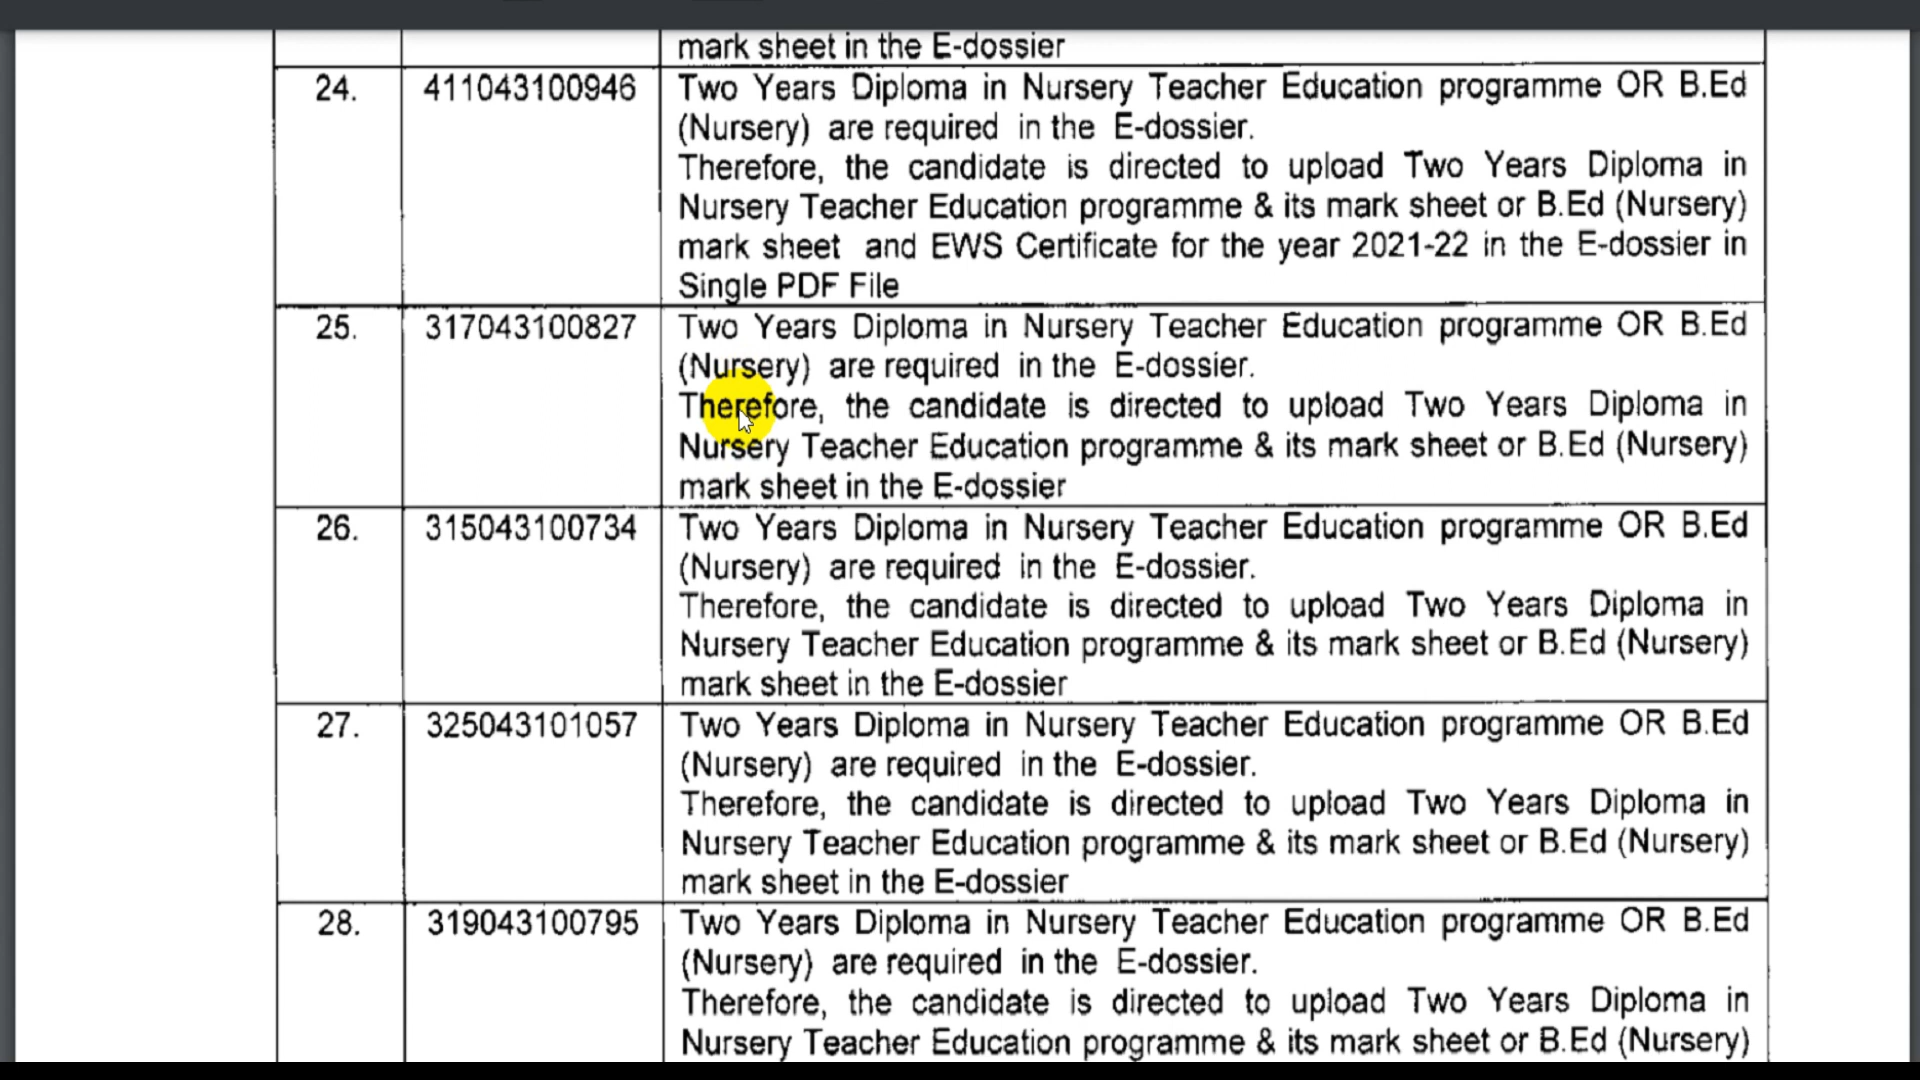 mark sheet in the E-dossier
24. 411043100946 Two Years Diploma in Nursery Teacher Education programme OR B.Ed
(Nursery) are required in the E-dossier.
Therefore, the candidate is directed to upload Two Years Diploma in
Nursery Teacher Education programme & its mark sheet or B.Ed (Nursery)
mark sheet and EWS Certificate for the year 2021-22 in the E-dossier in
Single PDF File
25. 317043100827 Two Years Diploma in Nursery Teacher Education programme OR B.Ed
(Nursery) are required in the E-dossier.
Therefore, the candidate is directed to upload Two Years Diploma in
Nursery Teacher Education programme & its mark sheet or B.Ed (Nursery)
mark sheet in the E-dossier
26. 315043100734 Two Years Diploma in Nursery Teacher Education programme OR B.Ed
(Nursery) are required in the E-dossier.
Therefore, the candidate is directed to upload Two Years Diploma in
Nursery Teacher Education programme & its mark sheet or B.Ed (Nursery)
mark sheet in the E-dossier
27. 325043101057 Two Years Diploma in Nursery Teacher Education programme OR B.Ed
(Nursery) are required in the E-dossier.
Therefore, the candidate is directed to upload Two Years Diploma in
Nursery Teacher Education programme & its mark sheet or B.Ed (Nursery)
mark sheet in the E-dossier
28. 319043100795 Two Years Diploma in Nursery Teacher Education programme OR B.Ed
(Nursery) are required in the E-dossier.
Therefore, the candidate is directed to upload Two Years Diploma in
Nursery Teacher Education programme & its mark sheet or B.Ed (Nursery)